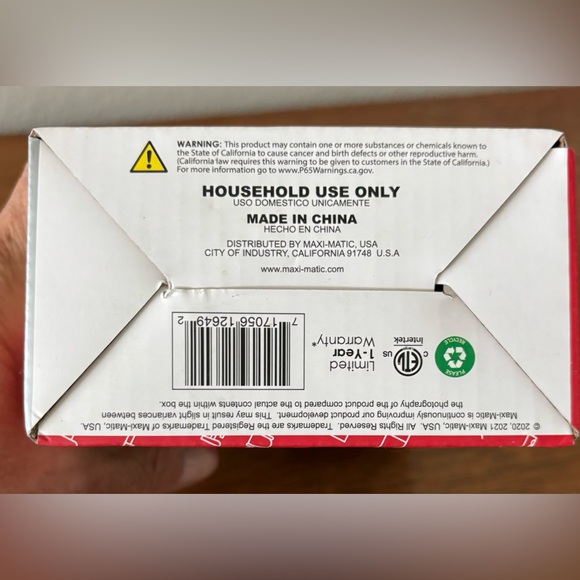 WARNING: This product may contain one or more substances or chemicals known to
the State of California to cause cancer and birth defects or other reproductive harm.
(California law requires this warning to be given to customers in the State of California.)
For more information go to www.P65Warnings.ca.gov.
HOUSEHOLD USE ONLY
USO DOMESTICO UNICAMENTE
MADE IN CHINA
HECHO EN CHINA
DISTRIBUTED BY MAXI-MATIC, USA
CITY OF INDUSTRY, CALIFORNIA 91748 U.S.A
www.maxi-matic.com
PLEASE
RECYCLE
C ETL US
Intertek
Limited
1-Year
Warranty*
7 17056 12649 2
© 2020, 2021 Maxi-Matic, USA. All Rights Reserved. Trademarks are the Registered Trademarks of Maxi-Matic, USA.
Maxi-Matic is continuously improving our product development. This may result in slight variances between
the photography the product compared to the actual contents within the box.